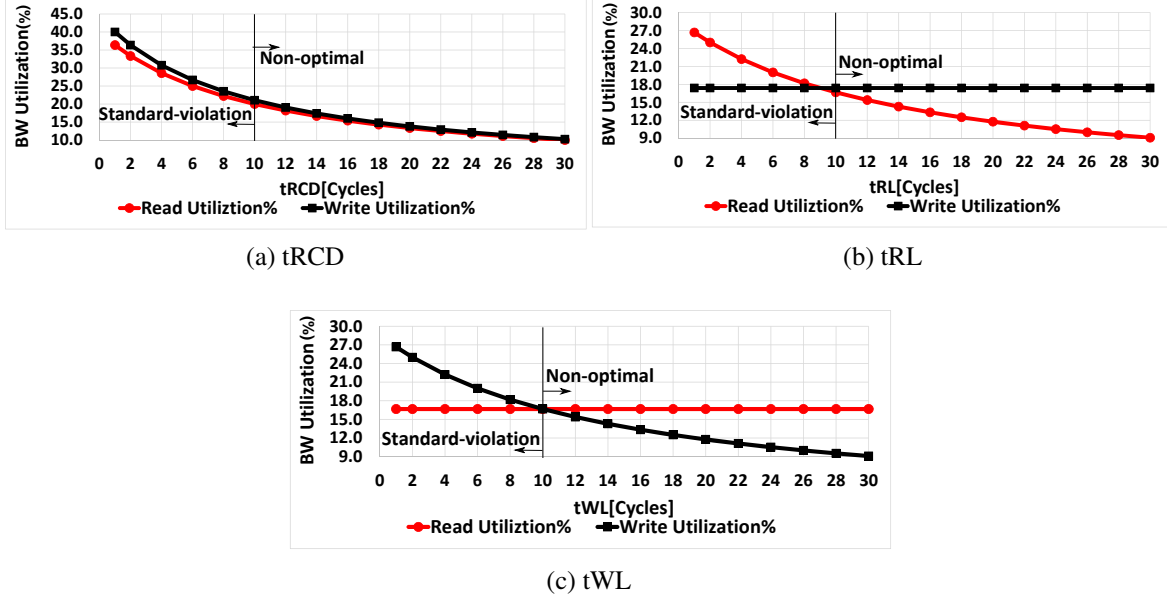 BW Utilization(%)
45.0
40.0
35.0
30.0
25.0
20.0
15.0
10.0
Non-optimal
Standard-violation
0 2 4 6 8 10 12 14 16 18 20 22 24 26 28 30
tRCD[Cycles]
Read Utiliztion% Write Utilization%
(a) tRCD
BW Utilization(%)
30.0
27.0
24.0
21.0
18.0
15.0
12.0
9.0
Non-optimal
Standard-violation
0 2 4 6 8 10 12 14 16 18 20 22 24 26 28 30
tRL[Cycles]
Read Utiliztion% Write Utilization%
(b) tRL
BW Utilization (%)
30.0
27.0
24.0
21.0
18.0
15.0
12.0
9.0
Non-optimal
Standard-violation
0 2 4 6 8 10 12 14 16 18 20 22 24 26 28 30
tWL[Cycles]
Read Utiliztion% Write Utilization%
(c) tWL